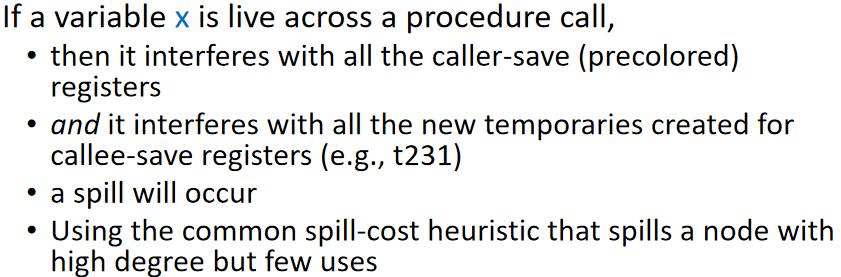 If a variable x is live across a procedure call,
• then it interferes with all the caller-save (precolored)
registers
• and it interferes with all the new temporaries created for
callee-save registers (e.g., t231)
• a spill will occur
• Using the common spill-cost heuristic that spills a node with
high degree but few uses